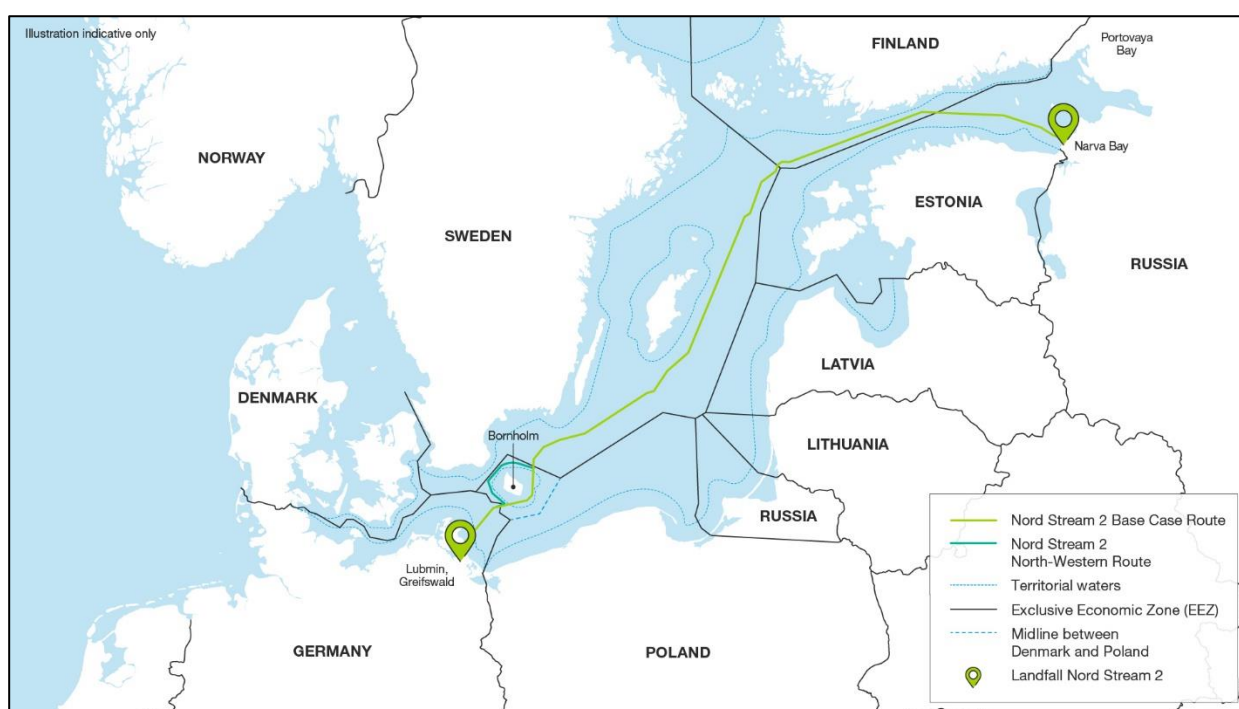 Illustration indicative only
FINLAND
Portovaya
Bay
NORWAY
Narva Bay
SWEDEN
ESTONIA
RUSSIA
LATVIA
DENMARK
Bornholm
LITHUANIA
RUSSIA
Lubmin,
Greifswald
GERMANY
POLAND
Nord Stream 2 Base Case Route
Nord Stream 2
North-Western Route
Territorial waters
Exclusive Economic Zone (EEZ)
Midline between
Denmark and Poland
Landfall Nord Stream 2